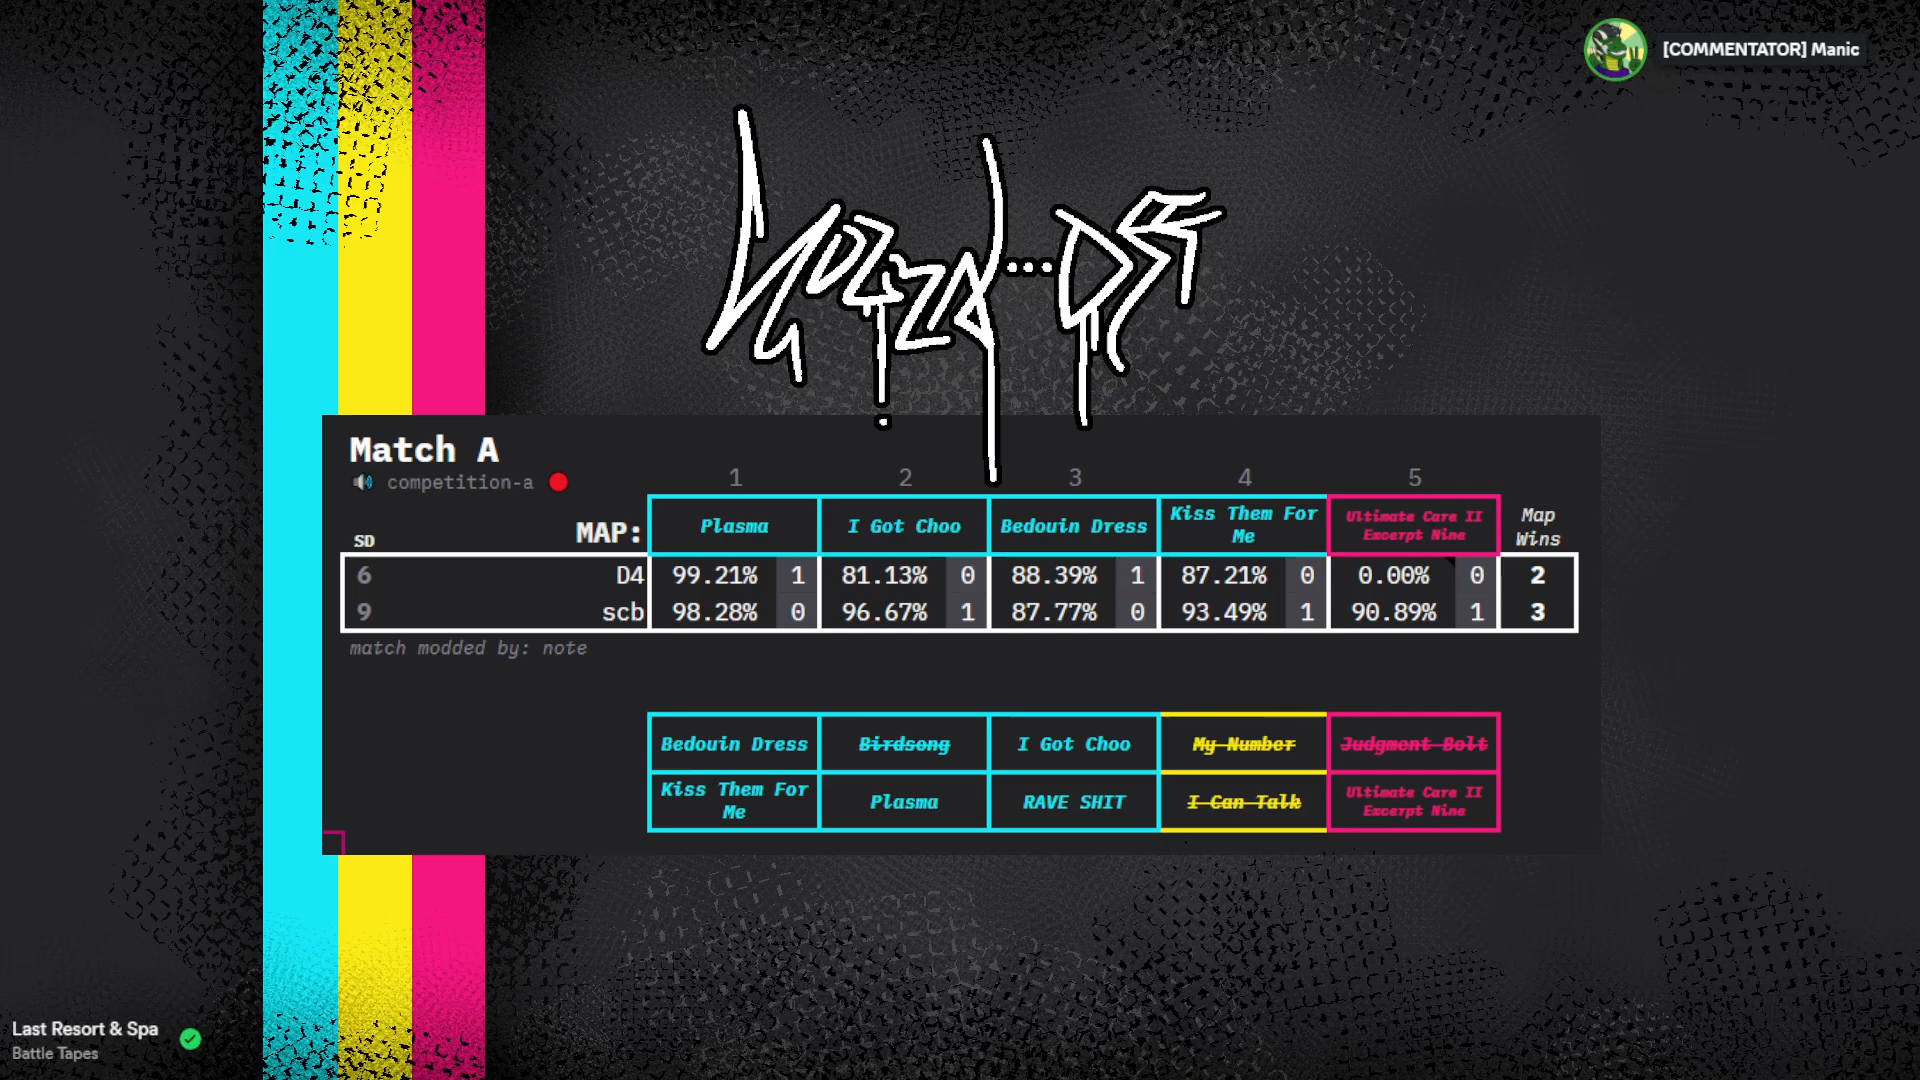 [COMMENTATOR] Manic
Match A
competition-a
1 2 3 4 5
SD MAP: Plasma I Got Choo Bedouin Dress Kiss Them For Me Ultimate Care II Excerpt Nine Map Wins
6 D4 99.21% 1 81.13% 0 88.39% 1 87.21% 0 0.00% 0 2
9 scb 98.28% 0 96.67% 1 87.77% 0 93.49% 1 90.89% 1 3
match modded by: note
Bedouin Dress Birdsong I Got Choo My Number Judgment Bolt
Kiss Them For Me Plasma RAVE SHIT I Can Talk Ultimate Care II Excerpt Nine
Last Resort & Spa
Battle Tapes